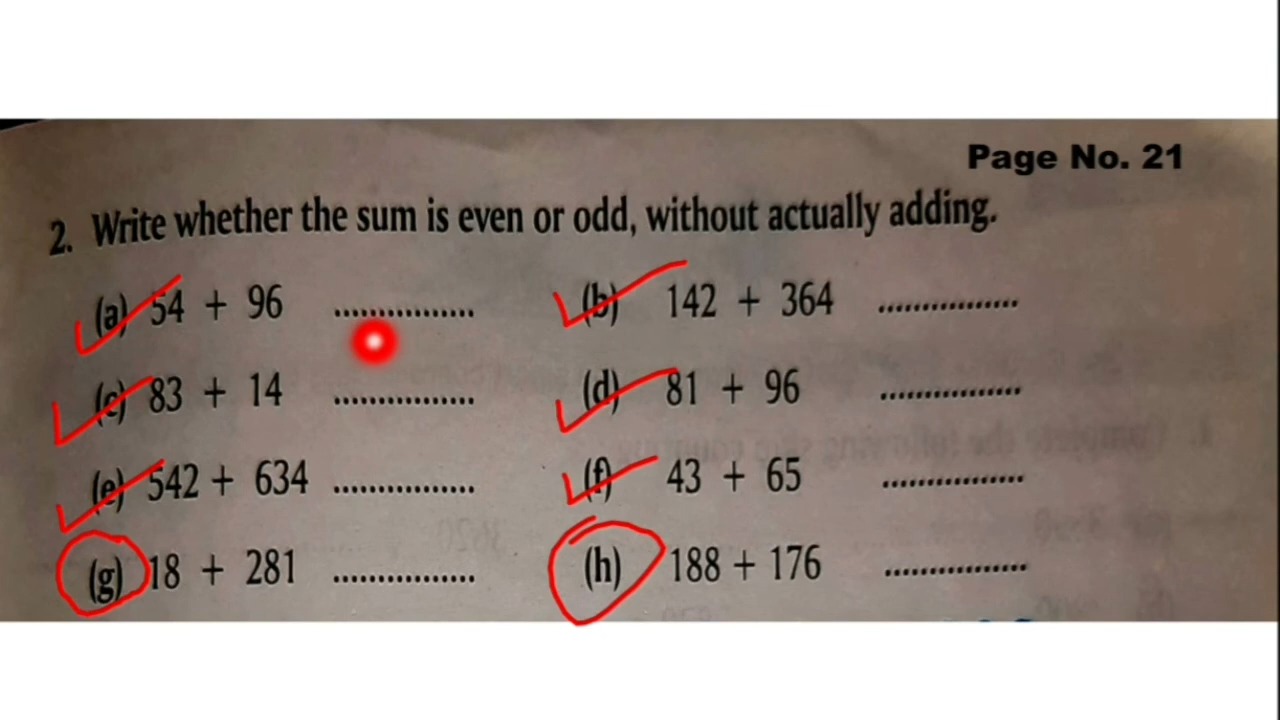 Page No. 21
2. Write whether the sum is even or odd, without actually adding.
(a) 54 + 96 ................ (b) 142 + 364 ................
(c) 83 + 14 ................ (d) 81 + 96 ................
(e) 542 + 634 ................ (f) 43 + 65 ................
(g) 18 + 281 ................ (h) 188 + 176 ................